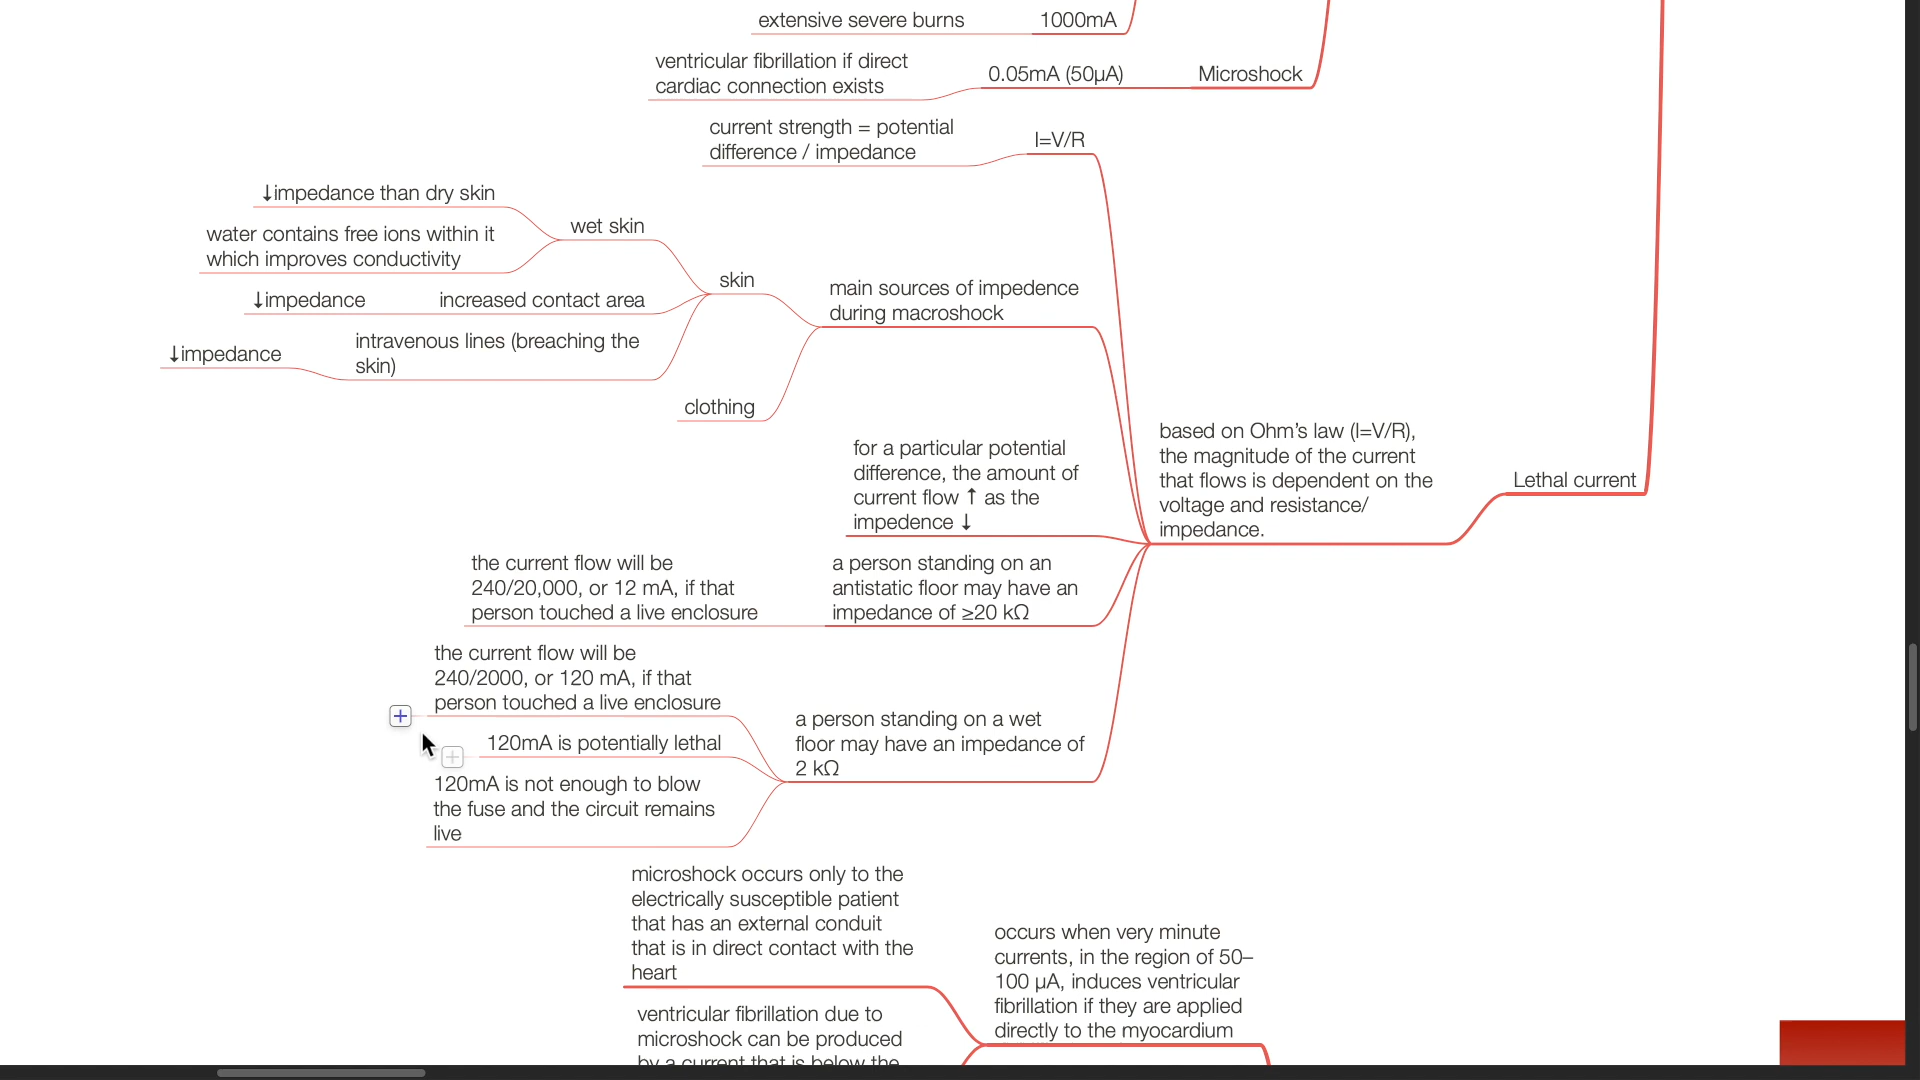 extensive severe burns
1000mA
ventricular fibrillation if direct
cardiac connection exists
0.05mA (50µA)
Microshock
current strength = potential
difference / impedance
I=V/R
↓impedance than dry skin
water contains free ions within it
which improves conductivity
wet skin
↓impedance
increased contact area
↓impedance
intravenous lines (breaching the
skin)
skin
clothing
main sources of impedence
during macroshock
for a particular potential
difference, the amount of
current flow ↑ as the
impedence ↓
the current flow will be
240/20,000, or 12 mA, if that
person touched a live enclosure
a person standing on an
antistatic floor may have an
impedance of ≥20 kΩ
the current flow will be
240/2000, or 120 mA, if that
person touched a live enclosure
120mA is potentially lethal
120mA is not enough to blow
the fuse and the circuit remains
live
a person standing on a wet
floor may have an impedance of
2 kΩ
based on Ohm’s law (I=V/R),
the magnitude of the current
that flows is dependent on the
voltage and resistance/
impedance.
Lethal current
microshock occurs only to the
electrically susceptible patient
that has an external conduit
that is in direct contact with the
heart
ventricular fibrillation due to
microshock can be produced
by a current that is below the
occurs when very minute
currents, in the region of 50–
100 µA, induces ventricular
fibrillation if they are applied
directly to the myocardium